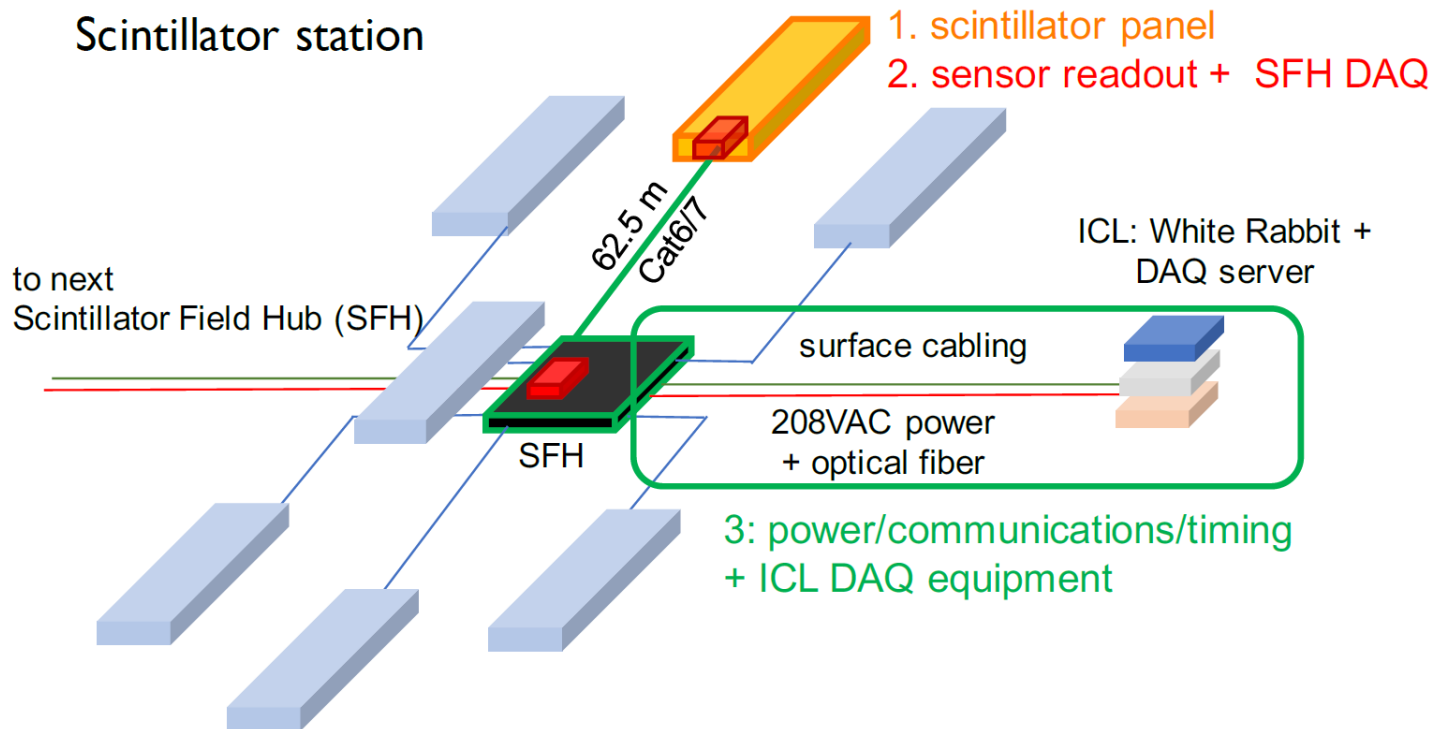 Scintillator station
1. scintillator panel
2. sensor readout + SFH DAQ
62.5 m
Cat6/7
ICL: White Rabbit +
DAQ server
to next
Scintillator Field Hub (SFH)
surface cabling
208VAC power
+ optical fiber
SFH
3: power/communications/timing
+ ICL DAQ equipment